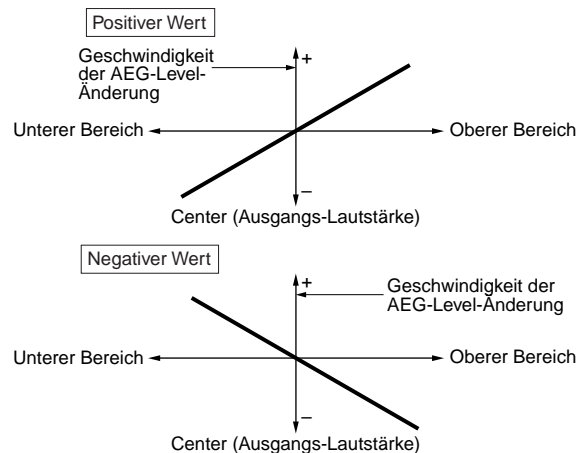 Positiver Wert
Geschwindigkeit
der AEG-Level-
Änderung
+
Unterer Bereich
Oberer Bereich
–
Center (Ausgangs-Lautstärke)
Negativer Wert
+
Geschwindigkeit der
AEG-Level-Änderung
Unterer Bereich
Oberer Bereich
–
Center (Ausgangs-Lautstärke)